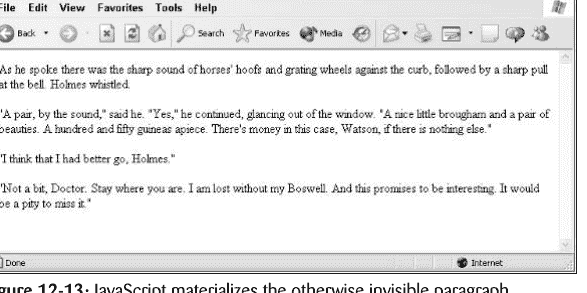 File Edit View Favorites Tools Help
Back Search Favorites Media
As he spoke there was the sharp sound of horses' hoofs and grating wheels against the curb, followed by a sharp pull
at the bell. Holmes whistled.
"A pair, by the sound," said he. "Yes," he continued, glancing out of the window. "A nice little brougham and a pair of
beauties. A hundred and fifty guineas apiece. There's money in this case, Watson, if there is nothing else."
"I think that I had better go, Holmes."
"Not a bit, Doctor. Stay where you are. I am lost without my Boswell. And this promises to be interesting. It would
be a pity to miss it."
Done Internet
gure 12-13: JavaScript materializes the otherwise invisible paragraph